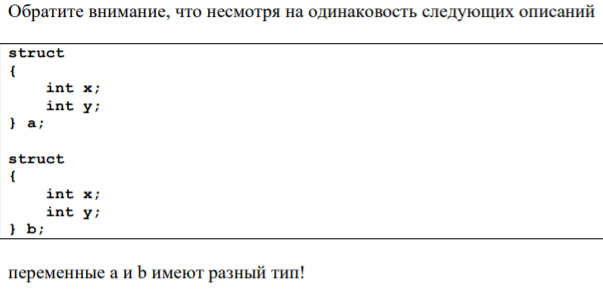 Обратите внимание, что несмотря на одинаковость следующих описаний
struct
{
    int x;
    int y;
} a;

struct
{
    int x;
    int y;
} b;
переменные a и b имеют разный тип!